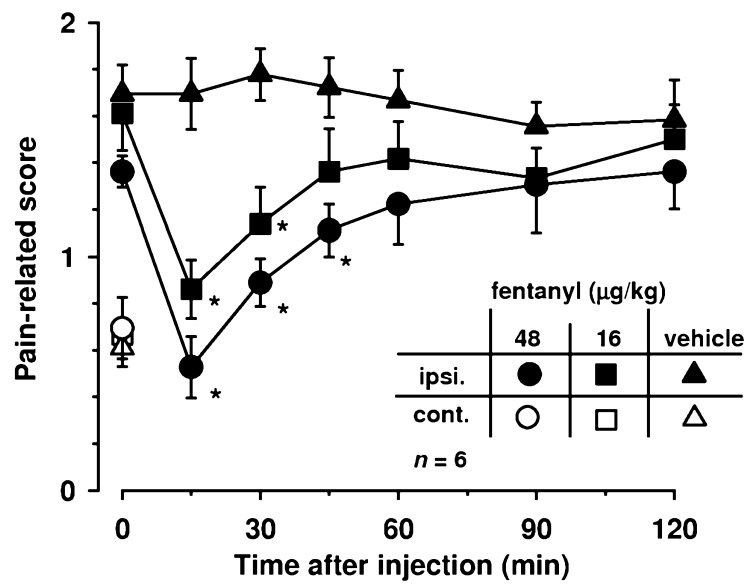 2
1
0
Pain-related score
*
*
*
*
*
fentanyl (μg/kg)
48 16 vehicle
ipsi.
cont.
n = 6
0 30 60 90 120
Time after injection (min)